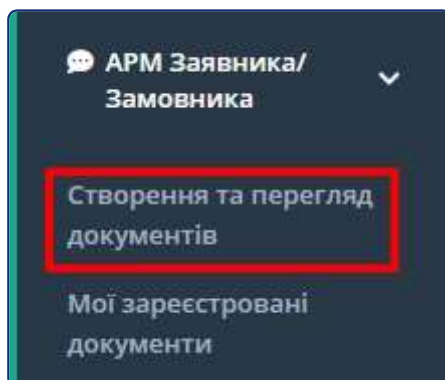 АРМ Заявника/
Замовника
Створення та перегляд
документів
Мої зареєстровані
документи